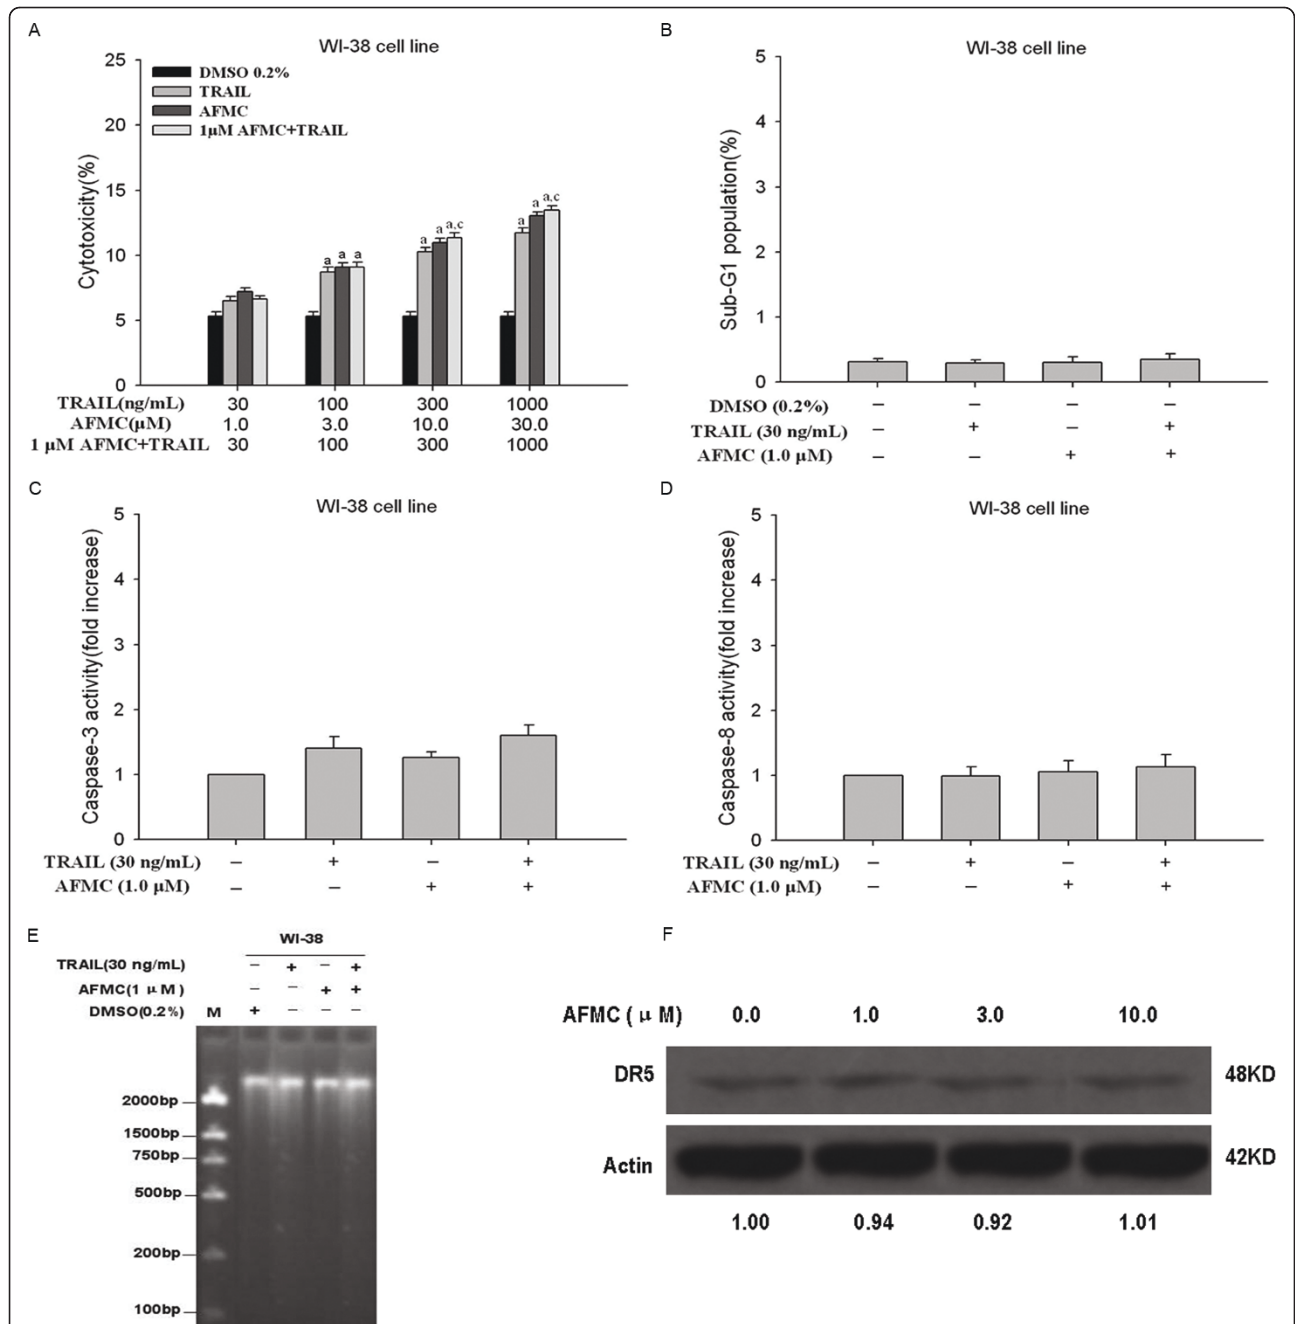 A
WI-38 cell line
25
20
15
10
5
0
Cytotoxicity(%)
DMSO 0.2%
TRAIL
AFMC
1μM AFMC+TRAIL
a a a
a a a,c
a a a,c
TRAIL(ng/mL) 30 100 300 1000
AFMC(μM) 1.0 3.0 10.0 30.0
1 μM AFMC+TRAIL 30 100 300 1000
B
WI-38 cell line
5
4
3
2
1
0
Sub-G1 population(%)
DMSO (0.2%) − − − −
TRAIL (30 ng/mL) − + − +
AFMC (1.0 μM) − − + +
C
WI-38 cell line
5
4
3
2
1
0
Caspase-3 activity(fold increase)
TRAIL (30 ng/mL) − + − +
AFMC (1.0 μM) − − + +
D
WI-38 cell line
5
4
3
2
1
0
Caspase-8 activity(fold increase)
TRAIL (30 ng/mL) − + − +
AFMC (1.0 μM) − − + +
E
WI-38
TRAIL(30 ng/mL) − + − +
AFMC(1 μM) − − + +
DMSO(0.2%) M + − − −
2000bp
1500bp
750bp
500bp
200bp
100bp
F
AFMC (μM) 0.0 1.0 3.0 10.0
DR5 48KD
Actin 42KD
1.00 0.94 0.92 1.01